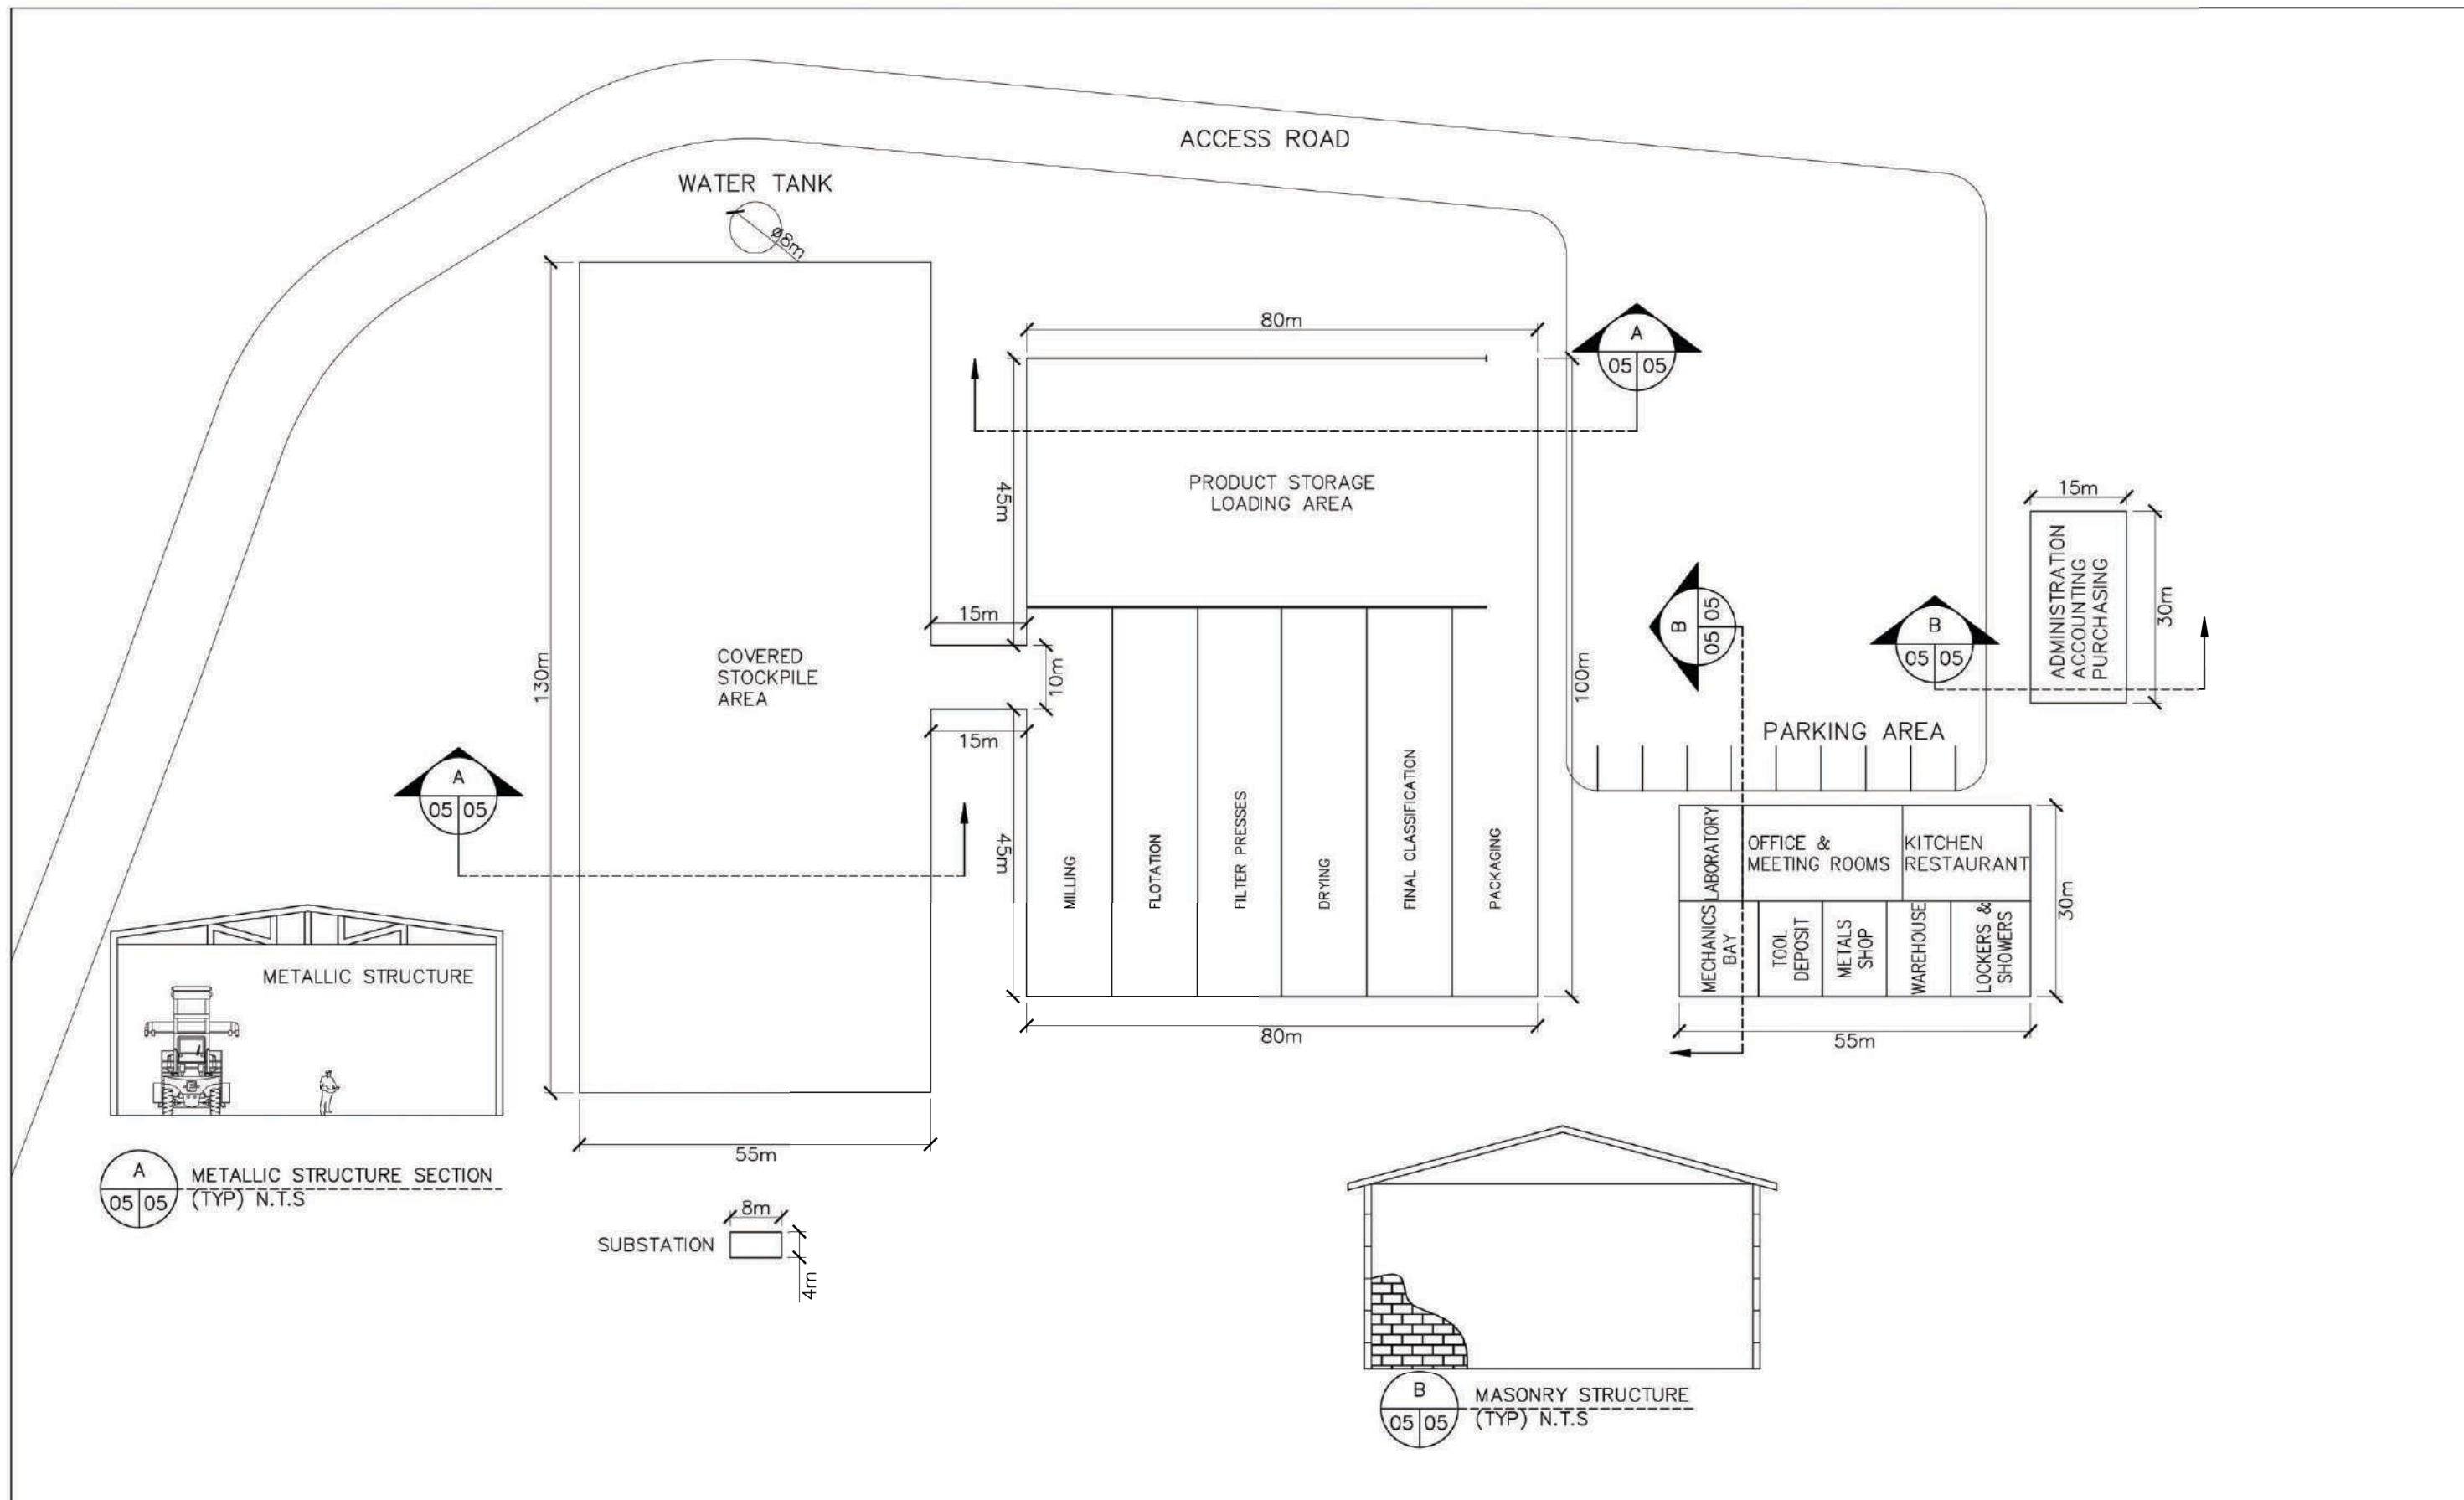 ACCESS ROAD
WATER TANK
ø8m
80m
A
05 05
45m
PRODUCT STORAGE
LOADING AREA
15m
ADMINISTRATION
ACCOUNTING
PURCHASING
30m
B
05 05
B
05 05
15m
10m
100m
130m
COVERED
STOCKPILE
AREA
15m
PARKING AREA
A
05 05
45m
MILLING
FLOTATION
FILTER PRESSES
DRYING
FINAL CLASSIFICATION
PACKAGING
LABORATORY
OFFICE &
MEETING ROOMS
KITCHEN
RESTAURANT
30m
MECHANICS
BAY
TOOL
DEPOSIT
METALS
SHOP
WAREHOUSE
LOCKERS &
SHOWERS
METALLIC STRUCTURE
80m
55m
55m
A
05 05
METALLIC STRUCTURE SECTION
(TYP) N.T.S
8m
SUBSTATION
4m
B
05 05
MASONRY STRUCTURE
(TYP) N.T.S